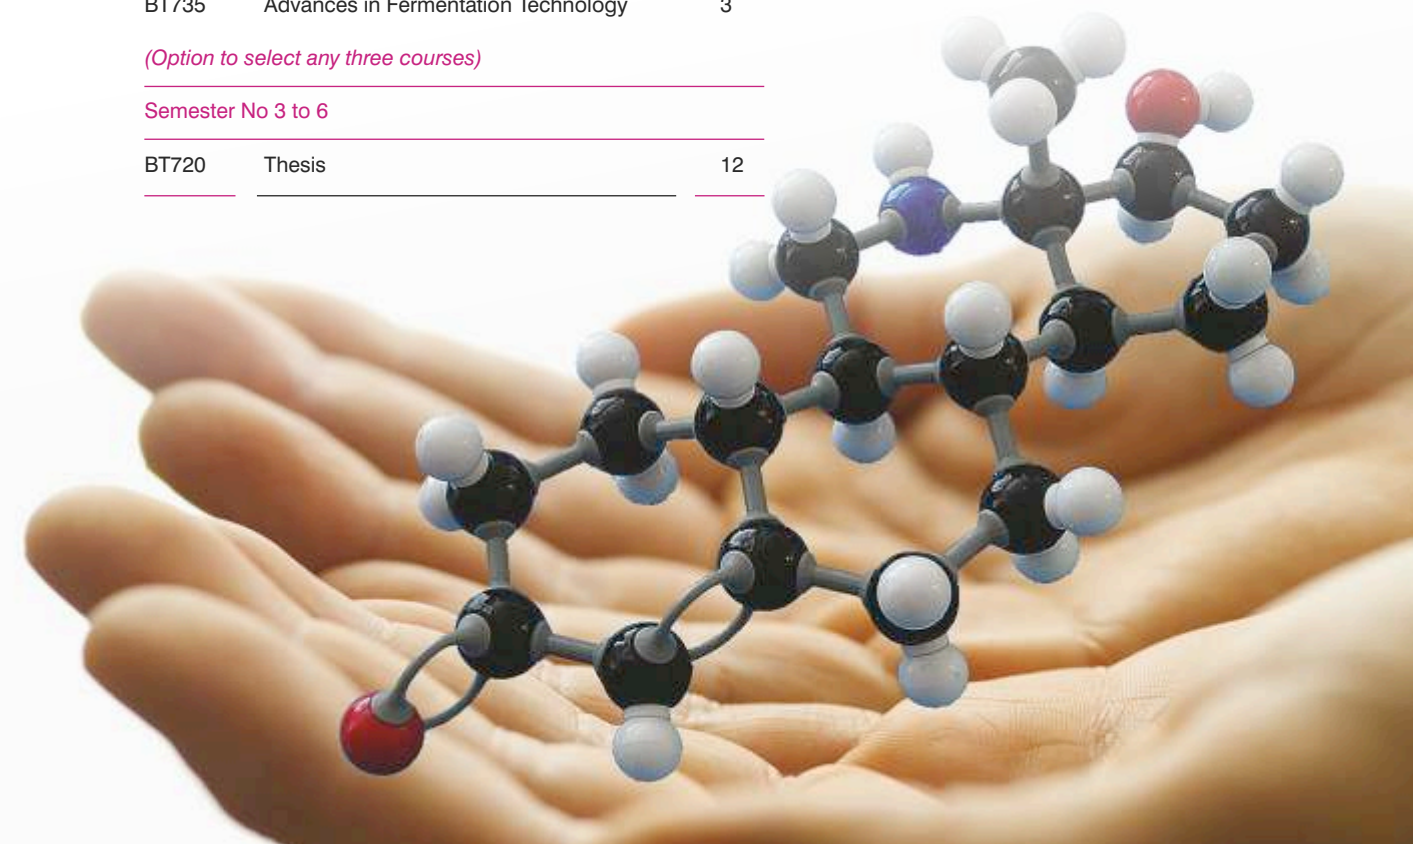 BT735 Advances in Fermentation Technology 3
(Option to select any three courses)
Semester No 3 to 6
BT720 Thesis 12